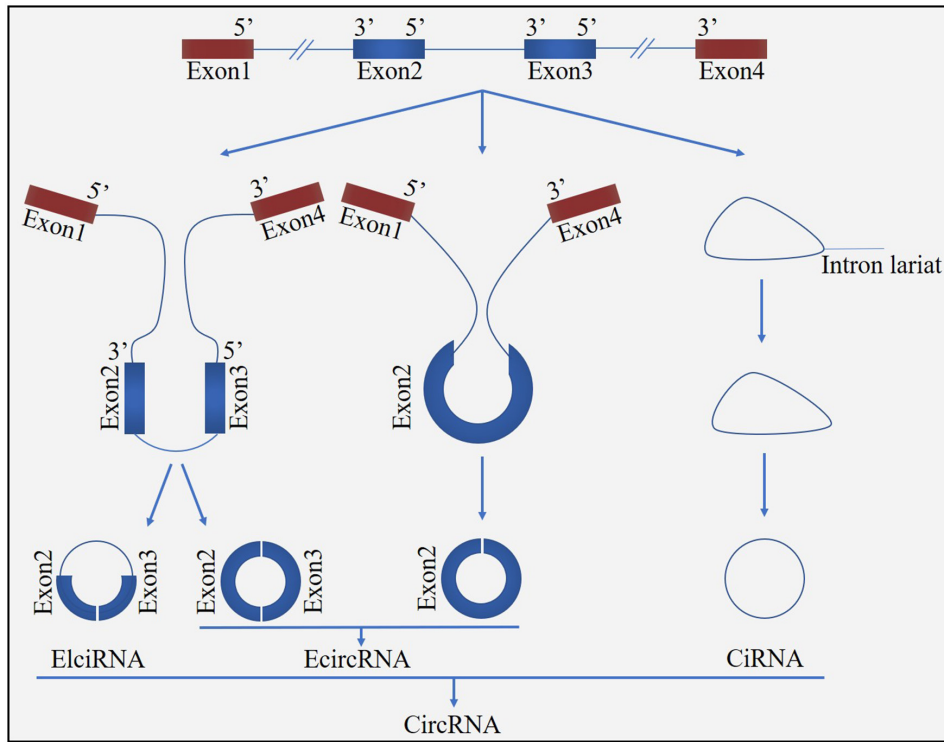 5’ 3’ 5’ 3’ 5’ 3’
Exon1 Exon2 Exon3 Exon4
5’ 3’ 5’ 3’
Exon1 Exon4 Exon1 Exon4
Intron lariat
3’ 5’
Exon2 Exon3 Exon2
Exon2 Exon3 Exon2 Exon3 Exon2
ElciRNA EcircRNA CiRNA
CircRNA